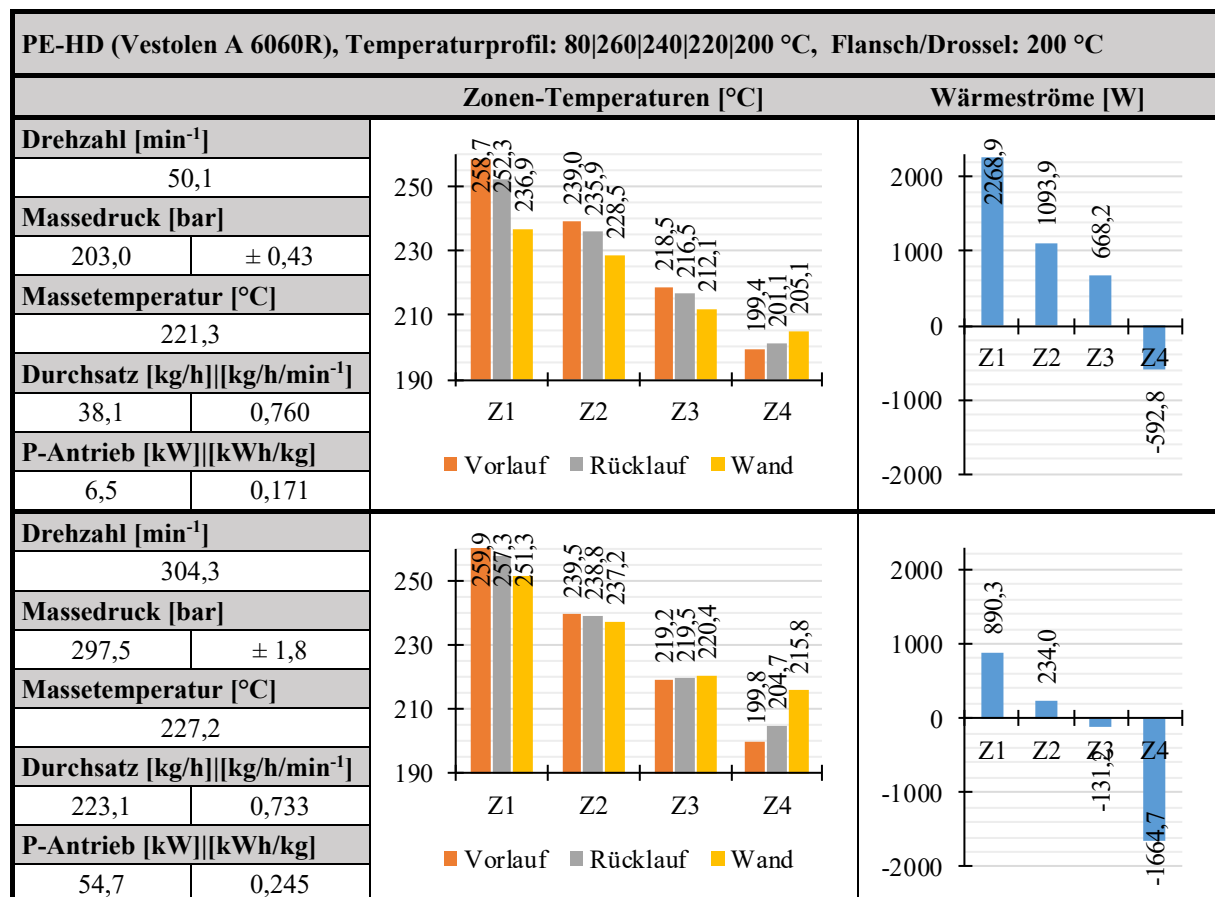 PE-HD (Vestolen A 6060R), Temperaturprofil: 80|260|240|220|200 °C, Flansch/Drossel: 200 °C
Zonen-Temperaturen [°C] Wärmeströme [W]
Drehzahl [min-1]
50,1
Massedruck [bar]
203,0 ± 0,43
Massetemperatur [°C]
221,3
Durchsatz [kg/h]|[kg/h/min-1]
38,1 0,760
P-Antrieb [kW]|[kWh/kg]
6,5 0,171
250
230
210
190
258,7 252,3 236,9
239,0 235,9 228,5
218,5 216,5 212,1
199,4 201,1 205,1
Z1 Z2 Z3 Z4
Vorlauf Rücklauf Wand
2000
1000
0
-1000
-2000
2268,9 1093,9 668,2 -592,8
Z1 Z2 Z3 Z4
Drehzahl [min-1]
304,3
Massedruck [bar]
297,5 ± 1,8
Massetemperatur [°C]
227,2
Durchsatz [kg/h]|[kg/h/min-1]
223,1 0,733
P-Antrieb [kW]|[kWh/kg]
54,7 0,245
250
230
210
190
259,9 257,3 251,3
239,5 238,8 237,2
219,2 219,5 220,4
199,8 204,7 215,8
Z1 Z2 Z3 Z4
Vorlauf Rücklauf Wand
2000
1000
0
-1000
-2000
890,3 234,0 -1664,7
Z1 Z2 Z3 Z4